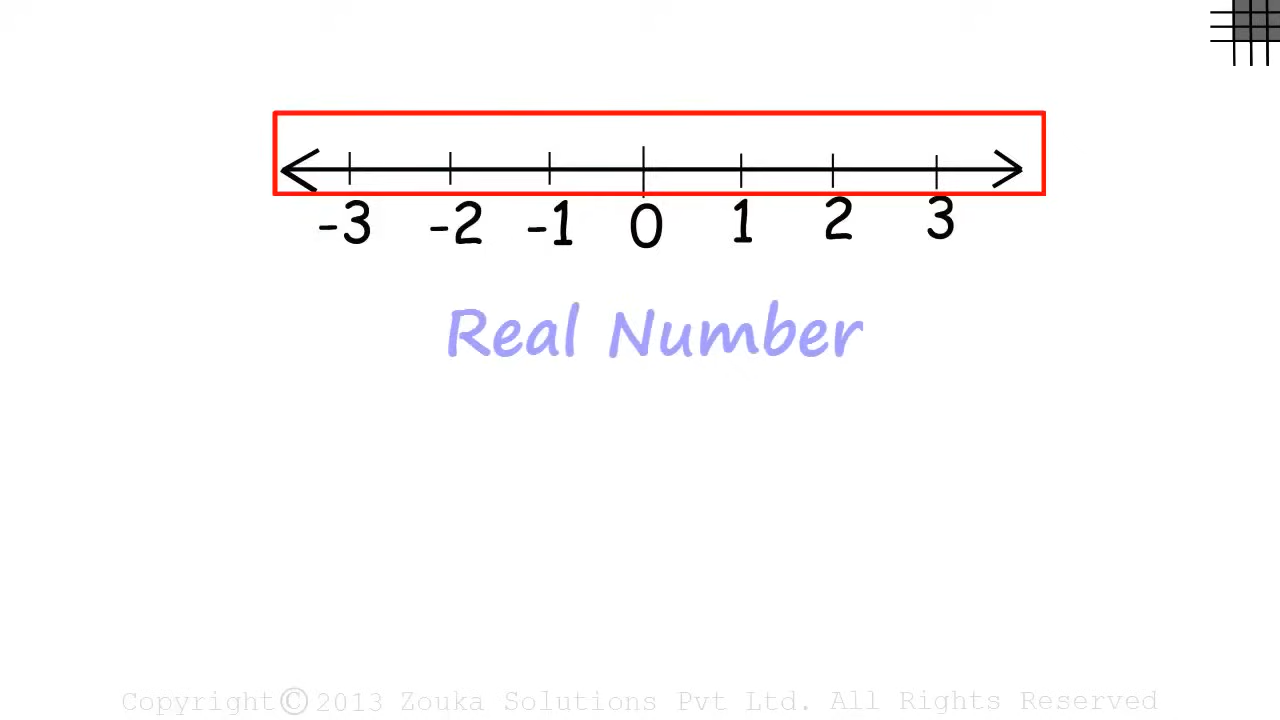 -3 -2 -1 0 1 2 3
Real Number
Copyright© 2013 Zouka Solutions Pvt Ltd. All Rights Reserved